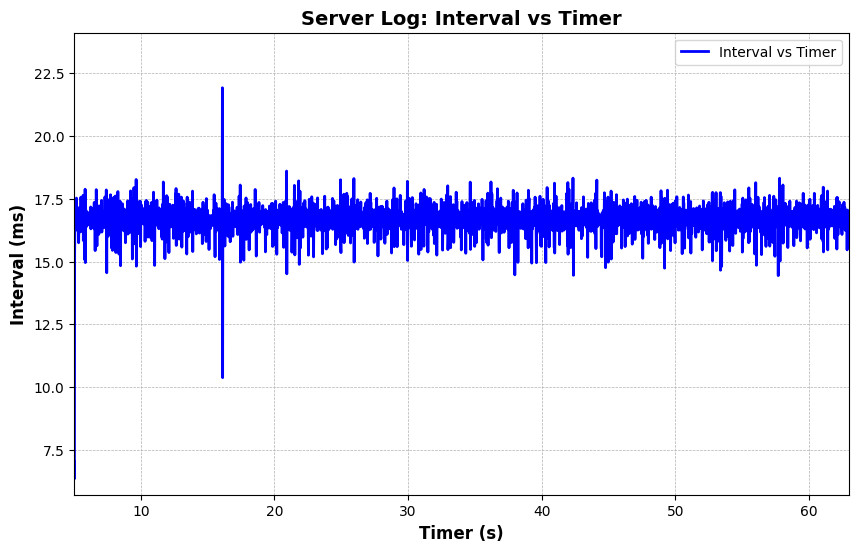 Server Log: Interval vs Timer
Interval vs Timer
22.5
20.0
17.5
15.0
12.5
10.0
7.5
Interval (ms)
10 20 30 40 50 60
Timer (s)